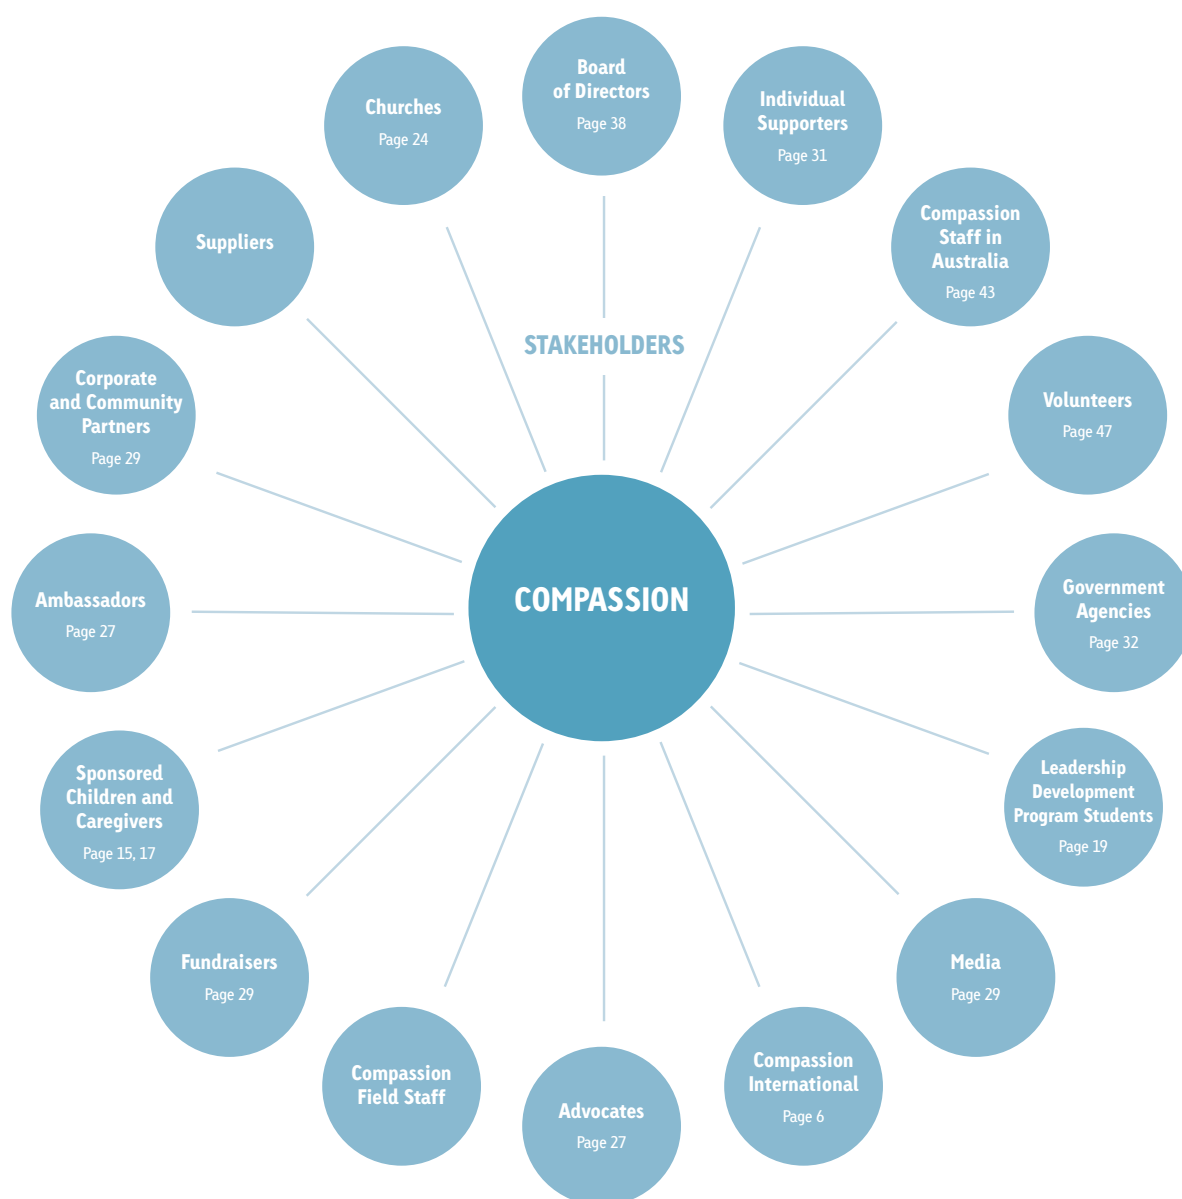 Board
of Directors
Page 38
Individual
Supporters
Page 31
Compassion
Staff in
Australia
Page 43
Volunteers
Page 47
Government
Agencies
Page 32
Leadership
Development
Program Students
Page 19
Media
Page 29
Compassion
International
Page 6
Advocates
Page 27
Compassion
Field Staff
Fundraisers
Page 29
Sponsored
Children and
Caregivers
Page 15, 17
Ambassadors
Page 27
Corporate
and Community
Partners
Page 29
Suppliers
Churches
Page 24
STAKEHOLDERS
COMPASSION